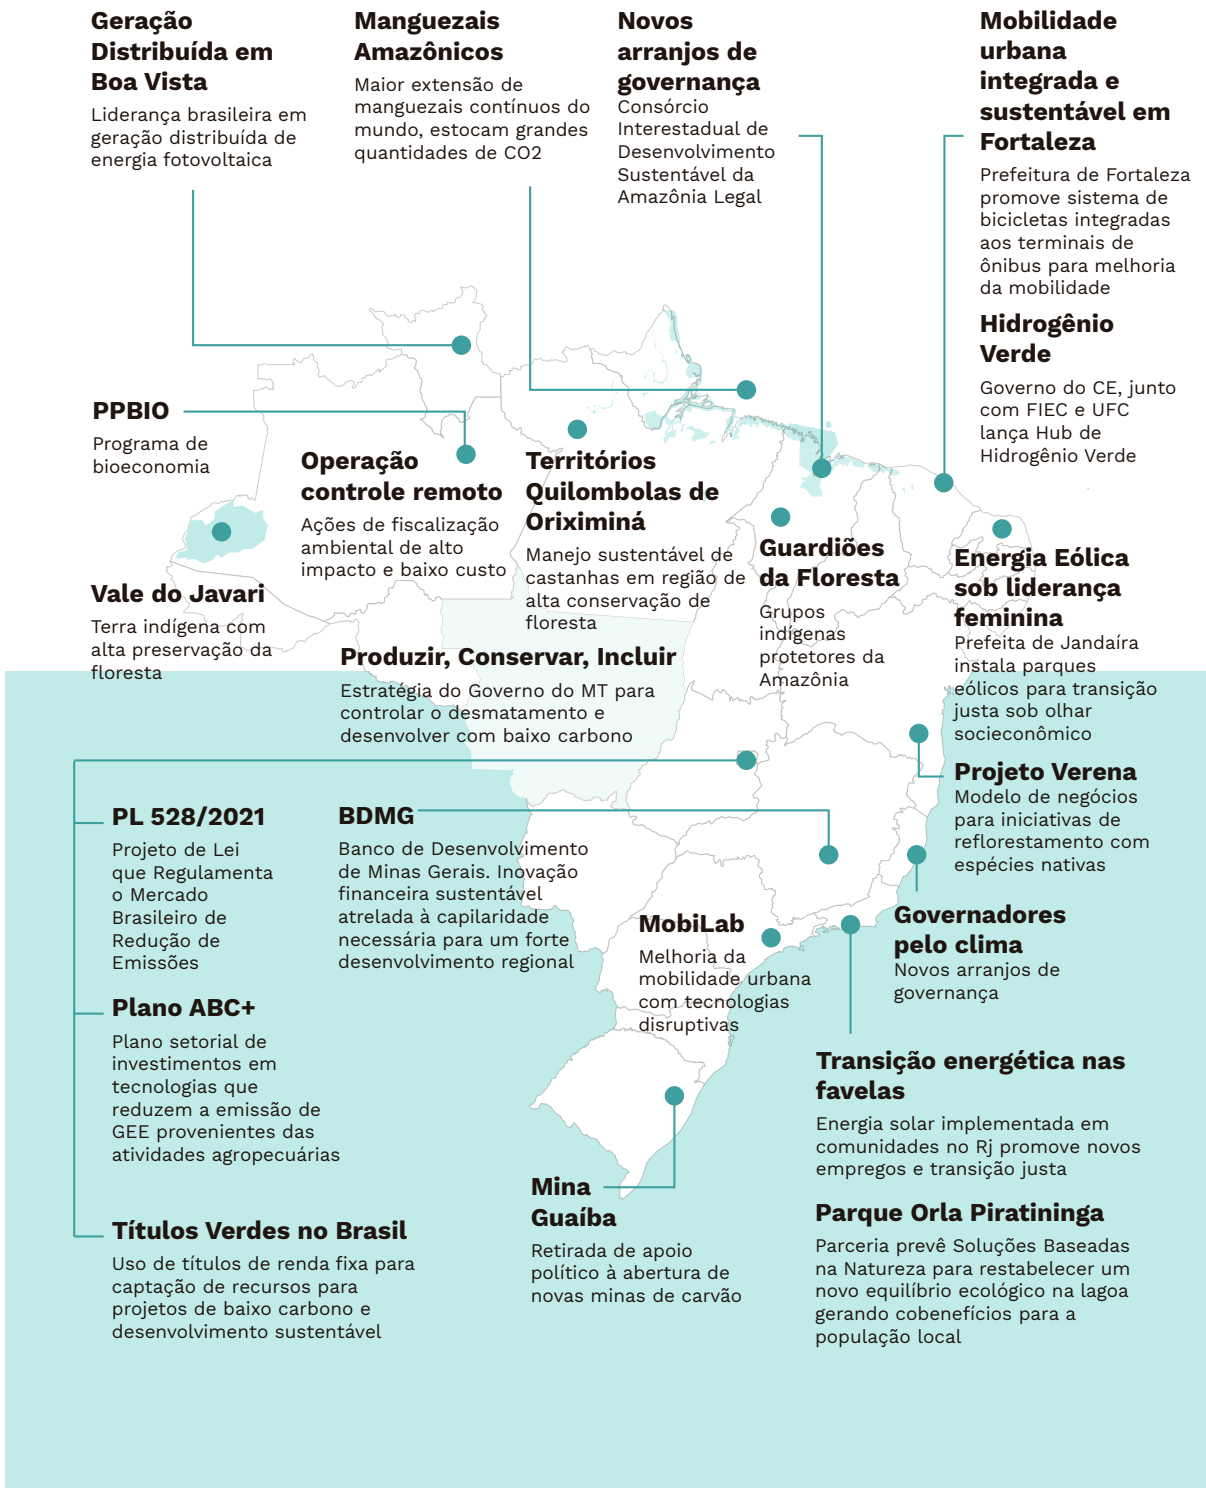 Geração
Distribuída em
Boa Vista
Liderança brasileira em
geração distribuída de
energia fotovoltaica
Manguezais
Amazônicos
Maior extensão de
manguezais contínuos do
mundo, estocam grandes
quantidades de CO2
Novos
arranjos de
governança
Consórcio
Interestadual de
Desenvolvimento
Sustentável da
Amazônia Legal
Mobilidade
urbana
integrada e
sustentável em
Fortaleza
Prefeitura de Fortaleza
promove sistema de
bicicletas integradas
aos terminais de
ônibus para melhoria
da mobilidade
Hidrogênio
Verde
Governo do CE, junto
com FIEC e UFC
lança Hub de
Hidrogênio Verde
PPBIO
Programa de
bioeconomia
Operação
controle remoto
Ações de fiscalização
ambiental de alto
impacto e baixo custo
Territórios
Quilombolas de
Oriximiná
Manejo sustentável de
castanhas em região de
alta conservação de
floresta
Guardiões
da Floresta
Grupos
indígenas
protetores da
Amazônia
Energia Eólica
sob liderança
feminina
Prefeita de Jandaíra
instala parques
eólicos para transição
justa sob olhar
socieconômico
Vale do Javari
Terra indígena com
alta preservação da
floresta
Produzir, Conservar, Incluir
Estratégia do Governo do MT para
controlar o desmatamento e
desenvolver com baixo carbono
Projeto Verena
Modelo de negócios
para iniciativas de
reflorestamento com
espécies nativas
PL 528/2021
Projeto de Lei
que Regulamenta
o Mercado
Brasileiro de
Redução de
Emissões
BDMG
Banco de Desenvolvimento
de Minas Gerais. Inovação
financeira sustentável
atrelada à capilaridade
necessária para um forte
desenvolvimento regional
MobiLab
Melhoria da
mobilidade urbana
com tecnologias
disruptivas
Governadores
pelo clima
Novos arranjos de
governança
Plano ABC+
Plano setorial de
investimentos em
tecnologias que
reduzem a emissão de
GEE provenientes das
atividades agropecuárias
Transição energética nas
favelas
Energia solar implementada em
comunidades no Rj promove novos
empregos e transição justa
Mina
Guaíba
Retirada de apoio
político à abertura de
novas minas de carvão
Parque Orla Piratininga
Parceria prevê Soluções Baseadas
na Natureza para restabelecer um
novo equilíbrio ecológico na lagoa
gerando cobenefícios para a
população local
Títulos Verdes no Brasil
Uso de títulos de renda fixa para
captação de recursos para
projetos de baixo carbono e
desenvolvimento sustentável